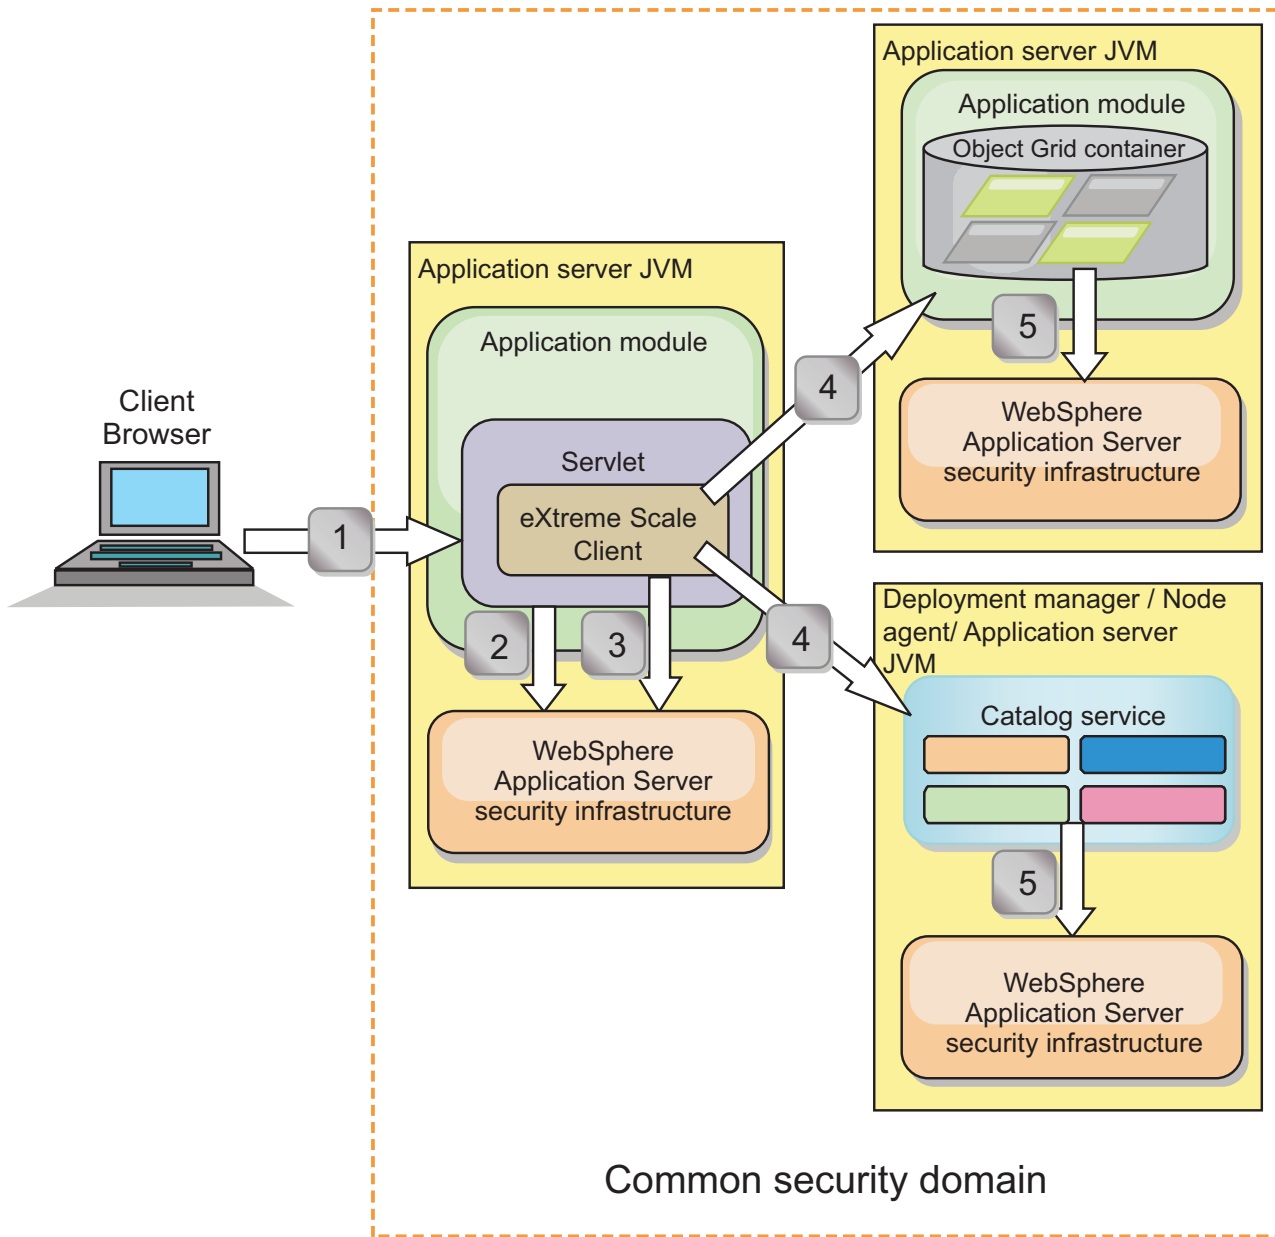 Client
Browser
1
Application server JVM
Application module
Servlet
eXtreme Scale
Client
2
3
WebSphere
Application Server
security infrastructure
4
4
Application server JVM
Application module
Object Grid container
5
WebSphere
Application Server
security infrastructure
Deployment manager / Node
agent/ Application server
JVM
Catalog service
5
WebSphere
Application Server
security infrastructure
Common security domain